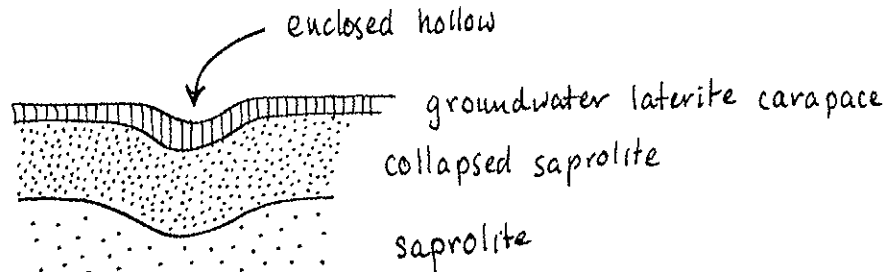 enclosed hollow
groundwater laterite carapace
collapsed saprolite
saprolite